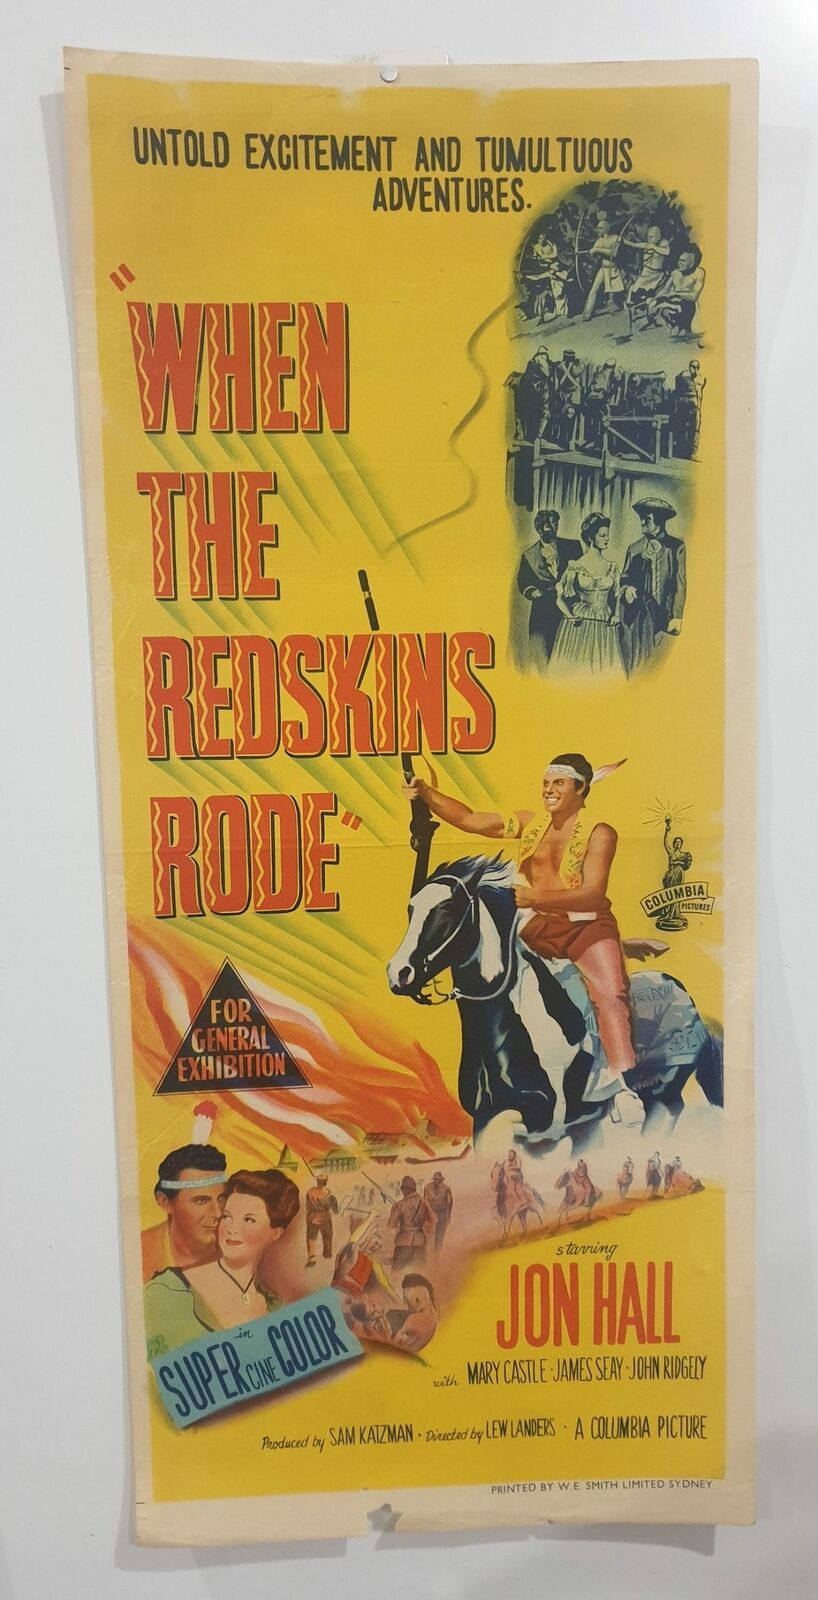 UNTOLD EXCITEMENT AND TUMULTUOUS
ADVENTURES.
"WHEN
THE
REDSKINS
RODE"
COLUMBIA
PICTURES
FOR
GENERAL
EXHIBITION
in
SUPER CINE COLOR
starring
JON HALL
with MARY CASTLE · JAMES SEAY · JOHN RIDGELY
Produced by SAM KATZMAN · Directed by LEW LANDERS · A COLUMBIA PICTURE
PRINTED BY W.E. SMITH LIMITED SYDNEY